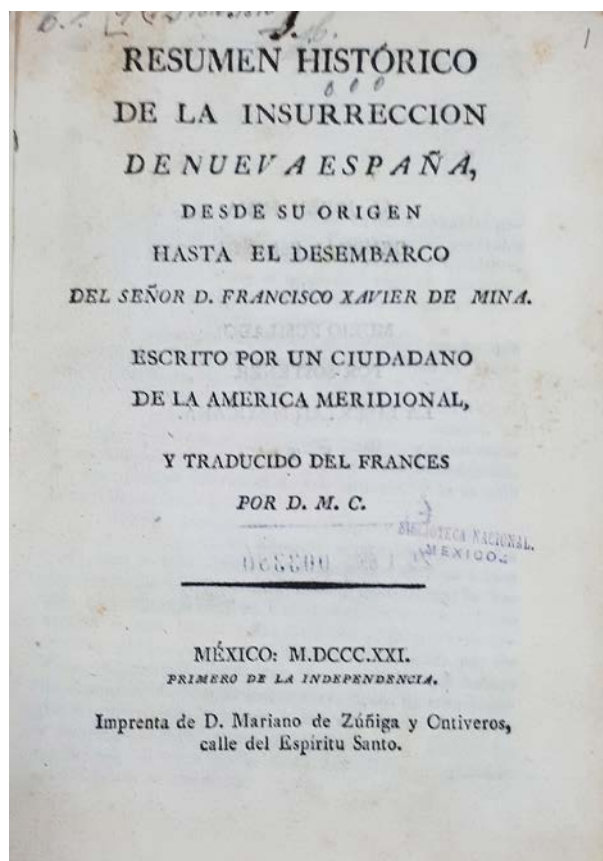 1
RESUMEN HISTÓRICO
DE LA INSURRECCION
DE NUEVA ESPAÑA,
DESDE SU ORIGEN
HASTA EL DESEMBARCO
DEL SEÑOR D. FRANCISCO XAVIER DE MINA.
ESCRITO POR UN CIUDADANO
DE LA AMERICA MERIDIONAL,
Y TRADUCIDO DEL FRANCES
POR D. M. C.
BIBLIOTECA NACIONAL.
MEXICO.
MÉXICO: M.DCCC.XXI.
PRIMERO DE LA INDEPENDENCIA.
Imprenta de D. Mariano de Zúñiga y Ontiveros,
calle del Espíritu Santo.